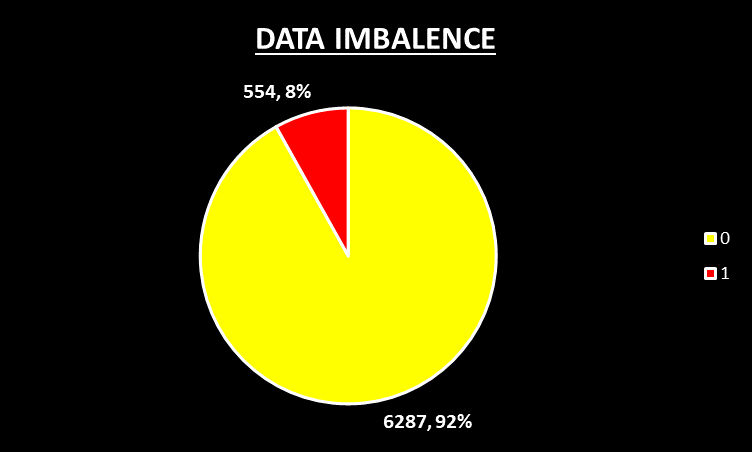 DATA IMBALENCE
554, 8%
0
1
6287, 92%